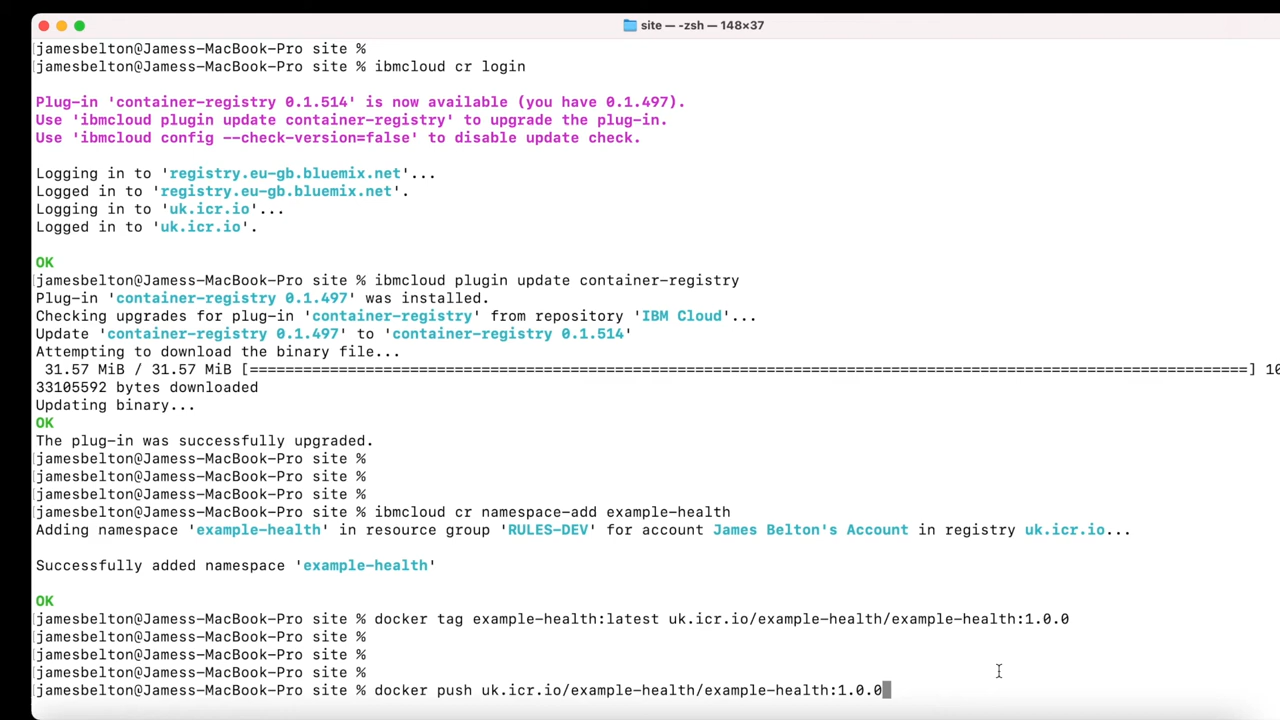 site — -zsh — 148×37
jamesbelton@Jamess-MacBook-Pro site %
jamesbelton@Jamess-MacBook-Pro site % ibmcloud cr login
Plug-in 'container-registry 0.1.514' is now available (you have 0.1.497).
Use 'ibmcloud plugin update container-registry' to upgrade the plug-in.
Use 'ibmcloud config --check-version=false' to disable update check.
Logging in to 'registry.eu-gb.bluemix.net'...
Logged in to 'registry.eu-gb.bluemix.net'.
Logging in to 'uk.icr.io'...
Logged in to 'uk.icr.io'.
OK
jamesbelton@Jamess-MacBook-Pro site % ibmcloud plugin update container-registry
Plug-in 'container-registry 0.1.497' was installed.
Checking upgrades for plug-in 'container-registry' from repository 'IBM Cloud'...
Update 'container-registry 0.1.497' to 'container-registry 0.1.514'
Attempting to download the binary file...
31.57 MiB / 31.57 MiB [=================================================================================================================] 10
33105592 bytes downloaded
Updating binary...
OK
The plug-in was successfully upgraded.
jamesbelton@Jamess-MacBook-Pro site %
jamesbelton@Jamess-MacBook-Pro site %
jamesbelton@Jamess-MacBook-Pro site %
jamesbelton@Jamess-MacBook-Pro site % ibmcloud cr namespace-add example-health
Adding namespace 'example-health' in resource group 'RULES-DEV' for account James Belton's Account in registry uk.icr.io...
Successfully added namespace 'example-health'
OK
jamesbelton@Jamess-MacBook-Pro site % docker tag example-health:latest uk.icr.io/example-health/example-health:1.0.0
jamesbelton@Jamess-MacBook-Pro site %
jamesbelton@Jamess-MacBook-Pro site %
jamesbelton@Jamess-MacBook-Pro site %
jamesbelton@Jamess-MacBook-Pro site % docker push uk.icr.io/example-health/example-health:1.0.0